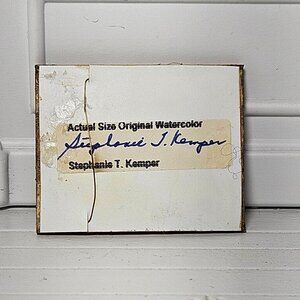 Actual Size Original Watercolor
Stephanie T. Kemper
Stephanie T. Kemper